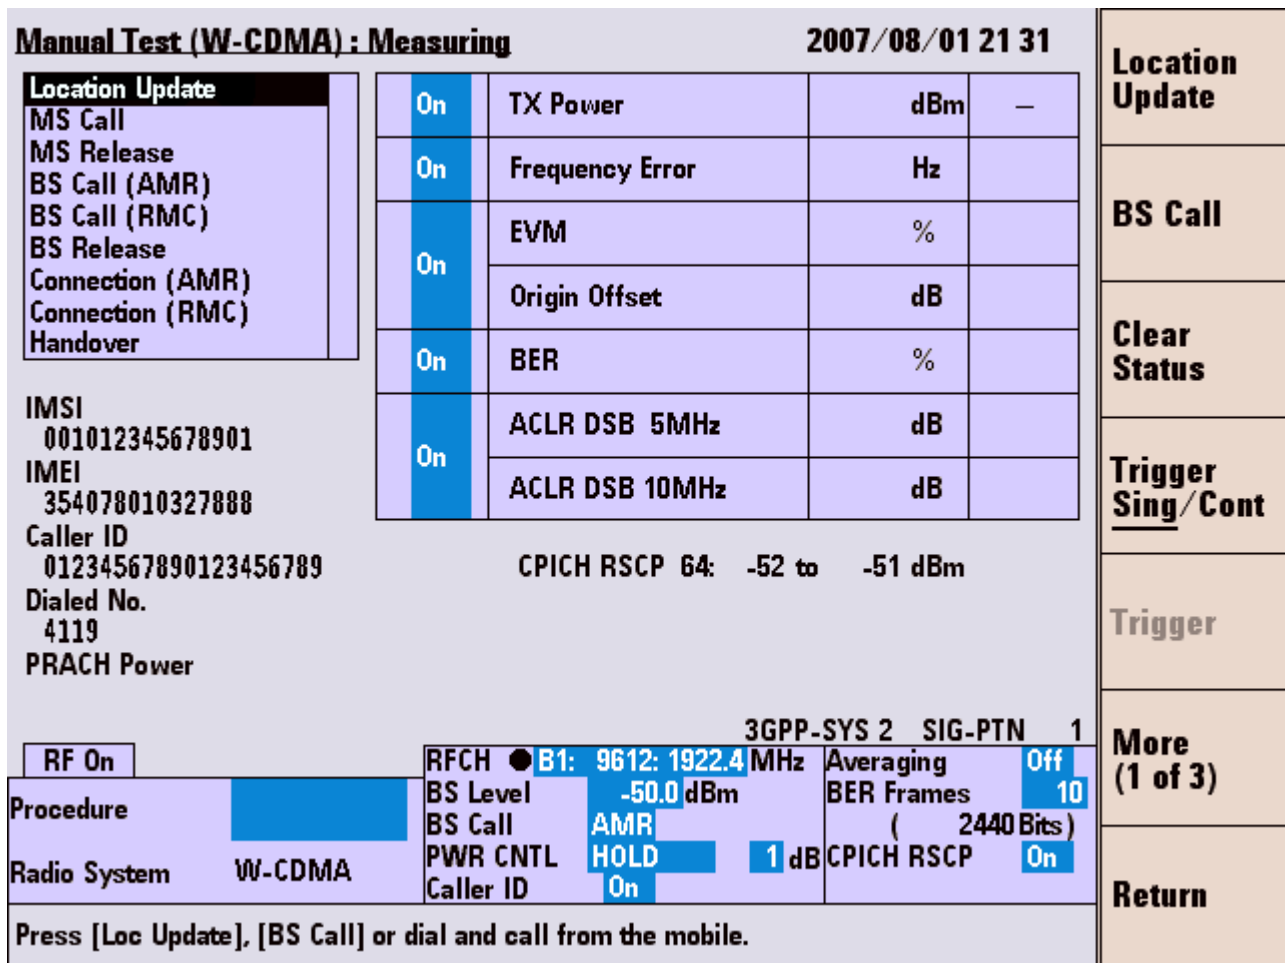 Manual Test (W-CDMA) : Measuring 2007/08/01 21 31
Location Update
MS Call
MS Release
BS Call (AMR)
BS Call (RMC)
BS Release
Connection (AMR)
Connection (RMC)
Handover
On TX Power dBm –
On Frequency Error Hz
On EVM %
Origin Offset dB
On BER %
On ACLR DSB 5MHz dB
ACLR DSB 10MHz dB
IMSI
001012345678901
IMEI
354078010327888
Caller ID
01234567890123456789
Dialed No.
4119
PRACH Power
CPICH RSCP 64: -52 to -51 dBm
3GPP-SYS 2 SIG-PTN 1
RF On
Procedure
Radio System W-CDMA
RFCH ●B1: 9612: 1922.4 MHz
BS Level -50.0 dBm
BS Call AMR
PWR CNTL HOLD 1 dB
Caller ID On
Averaging Off
BER Frames 10
( 2440 Bits)
CPICH RSCP On
Press [Loc Update], [BS Call] or dial and call from the mobile.
Location
Update
BS Call
Clear
Status
Trigger
Sing/Cont
Trigger
More
(1 of 3)
Return